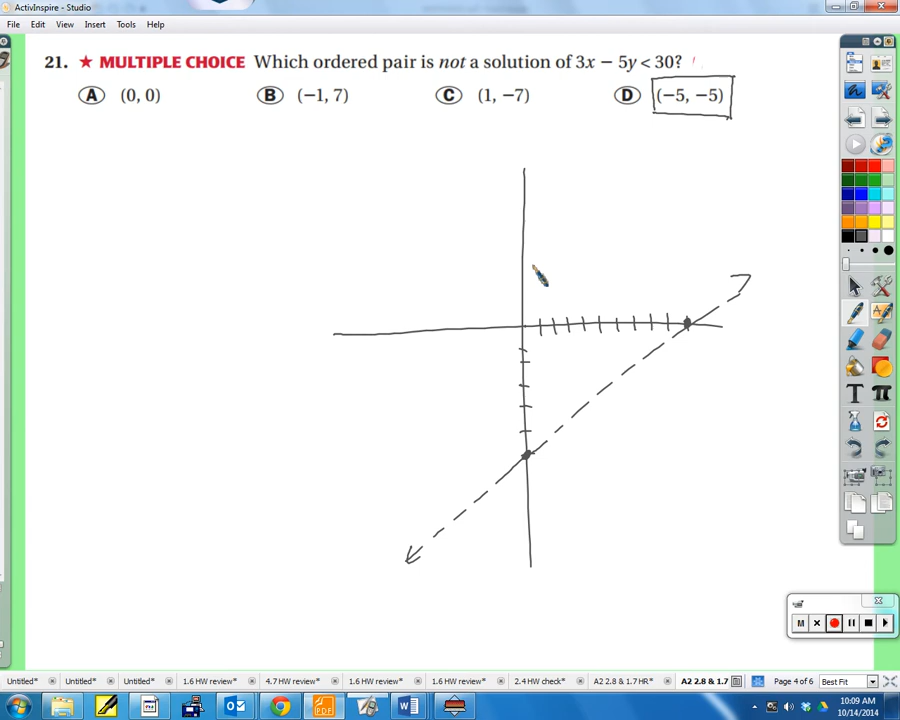 ActivInspire - Studio
File Edit View Insert Tools Help
21. ★ MULTIPLE CHOICE Which ordered pair is not a solution of 3x − 5y < 30?
A (0, 0) B (−1, 7) C (1, −7) D (−5, −5)
T π
M
Untitled* Untitled* Untitled* 1.6 HW review* 4.7 HW review* 1.6 HW review* 1.6 HW review* 2.4 HW check* A2 2.8 & 1.7 HR* A2 2.8 & 1.7 Page 4 of 6 Best Fit
PDF
10:09 AM
10/14/2014